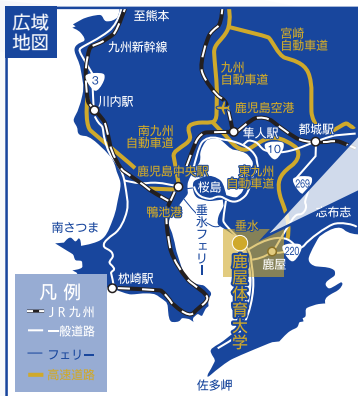 広域
地図
至熊本
九州新幹線
宮崎
自動車道
九州
自動車道
3
川内駅
鹿児島空港
南九州
自動車道
隼人駅
都城駅
10
鹿児島中央駅
桜島
東九州
自動車道
269
鴨池港
垂水フェリー
志布志
南さつま
垂水
220
鹿屋
鹿屋体育大学
枕崎駅
凡例
JR九州
一般道路
フェリー
高速道路
佐多岬